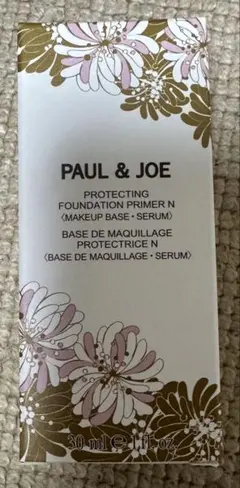 PAUL & JOE
PROTECTING
FOUNDATION PRIMER N
〈MAKEUP BASE・SERUM〉
BASE DE MAQUILLAGE
PROTECTRICE N
〈BASE DE MAQUILLAGE・SERUM〉
30 ml ℮ 1 fl. oz.